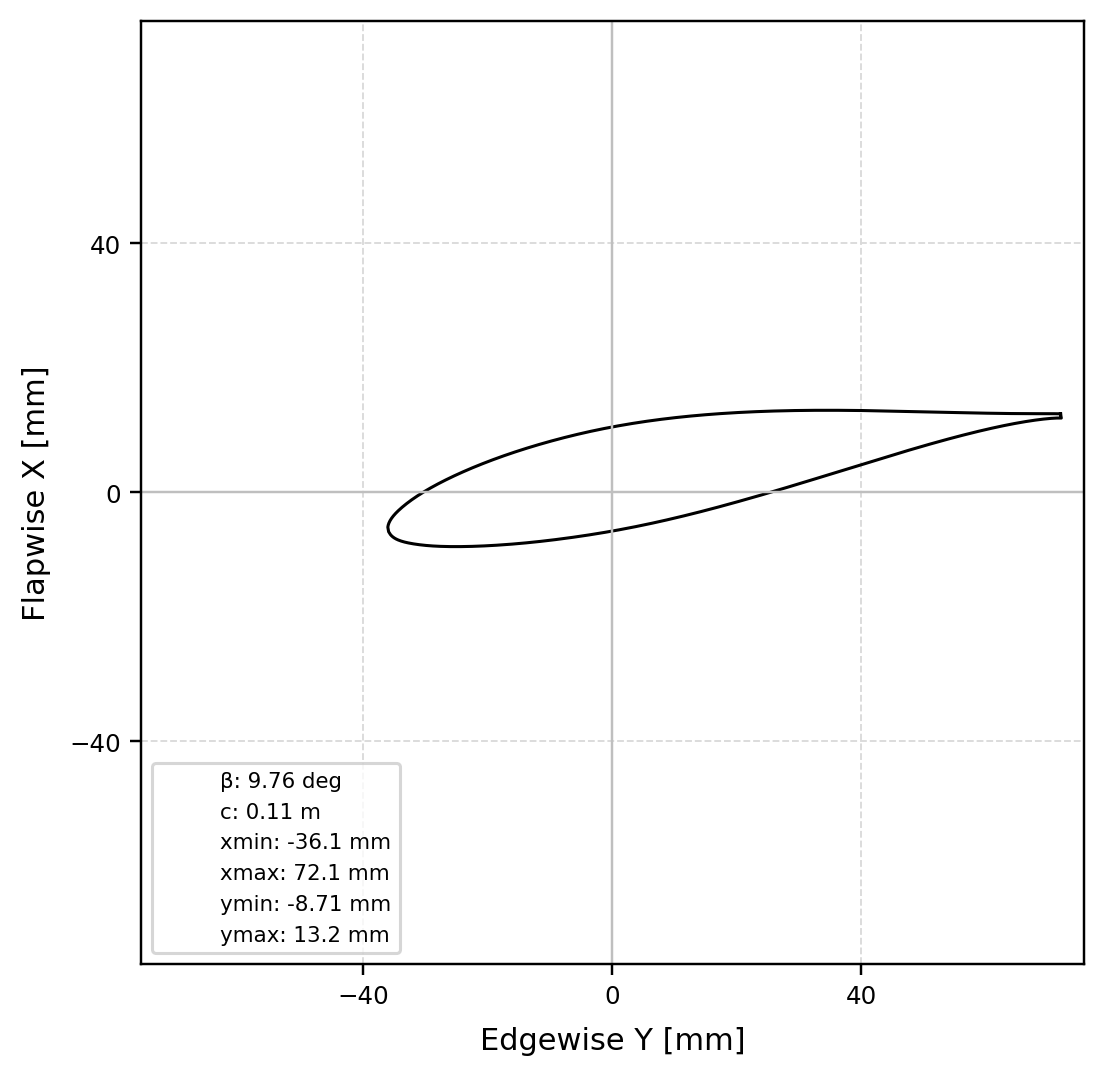 Flapwise X [mm]
40
0
−40
β: 9.76 deg
c: 0.11 m
xmin: -36.1 mm
xmax: 72.1 mm
ymin: -8.71 mm
ymax: 13.2 mm
−40 0 40
Edgewise Y [mm]